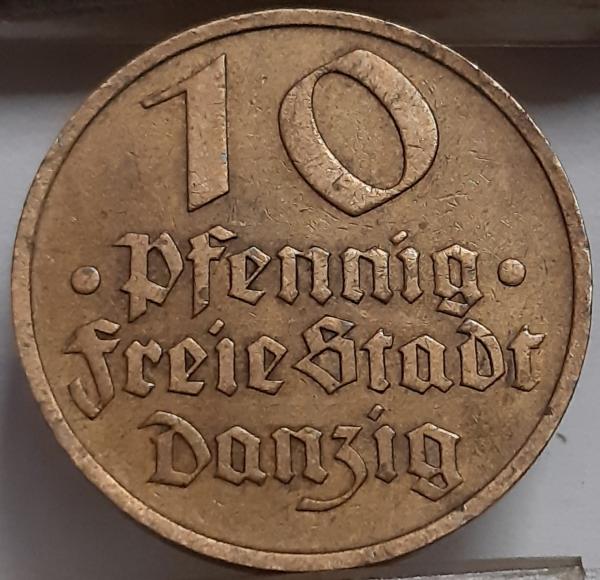 10
· Pfennig ·
Freie Stadt
Danzig